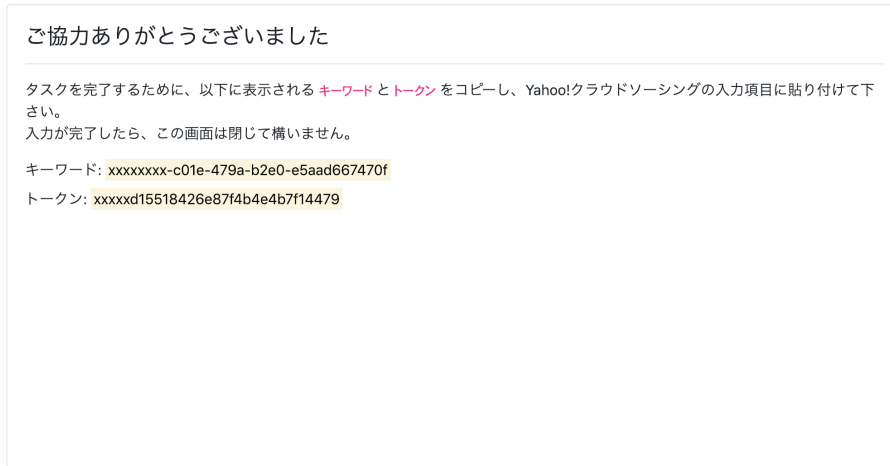 ご協力ありがとうございました
タスクを完了するために、以下に表示される キーワード と トークン をコピーし、Yahoo!クラウドソーシングの入力項目に貼り付けて下
さい。
入力が完了したら、この画面は閉じて構いません。
キーワード: xxxxxxxx-c01e-479a-b2e0-e5aad667470f
トークン: xxxxxd15518426e87f4b4e4b7f14479